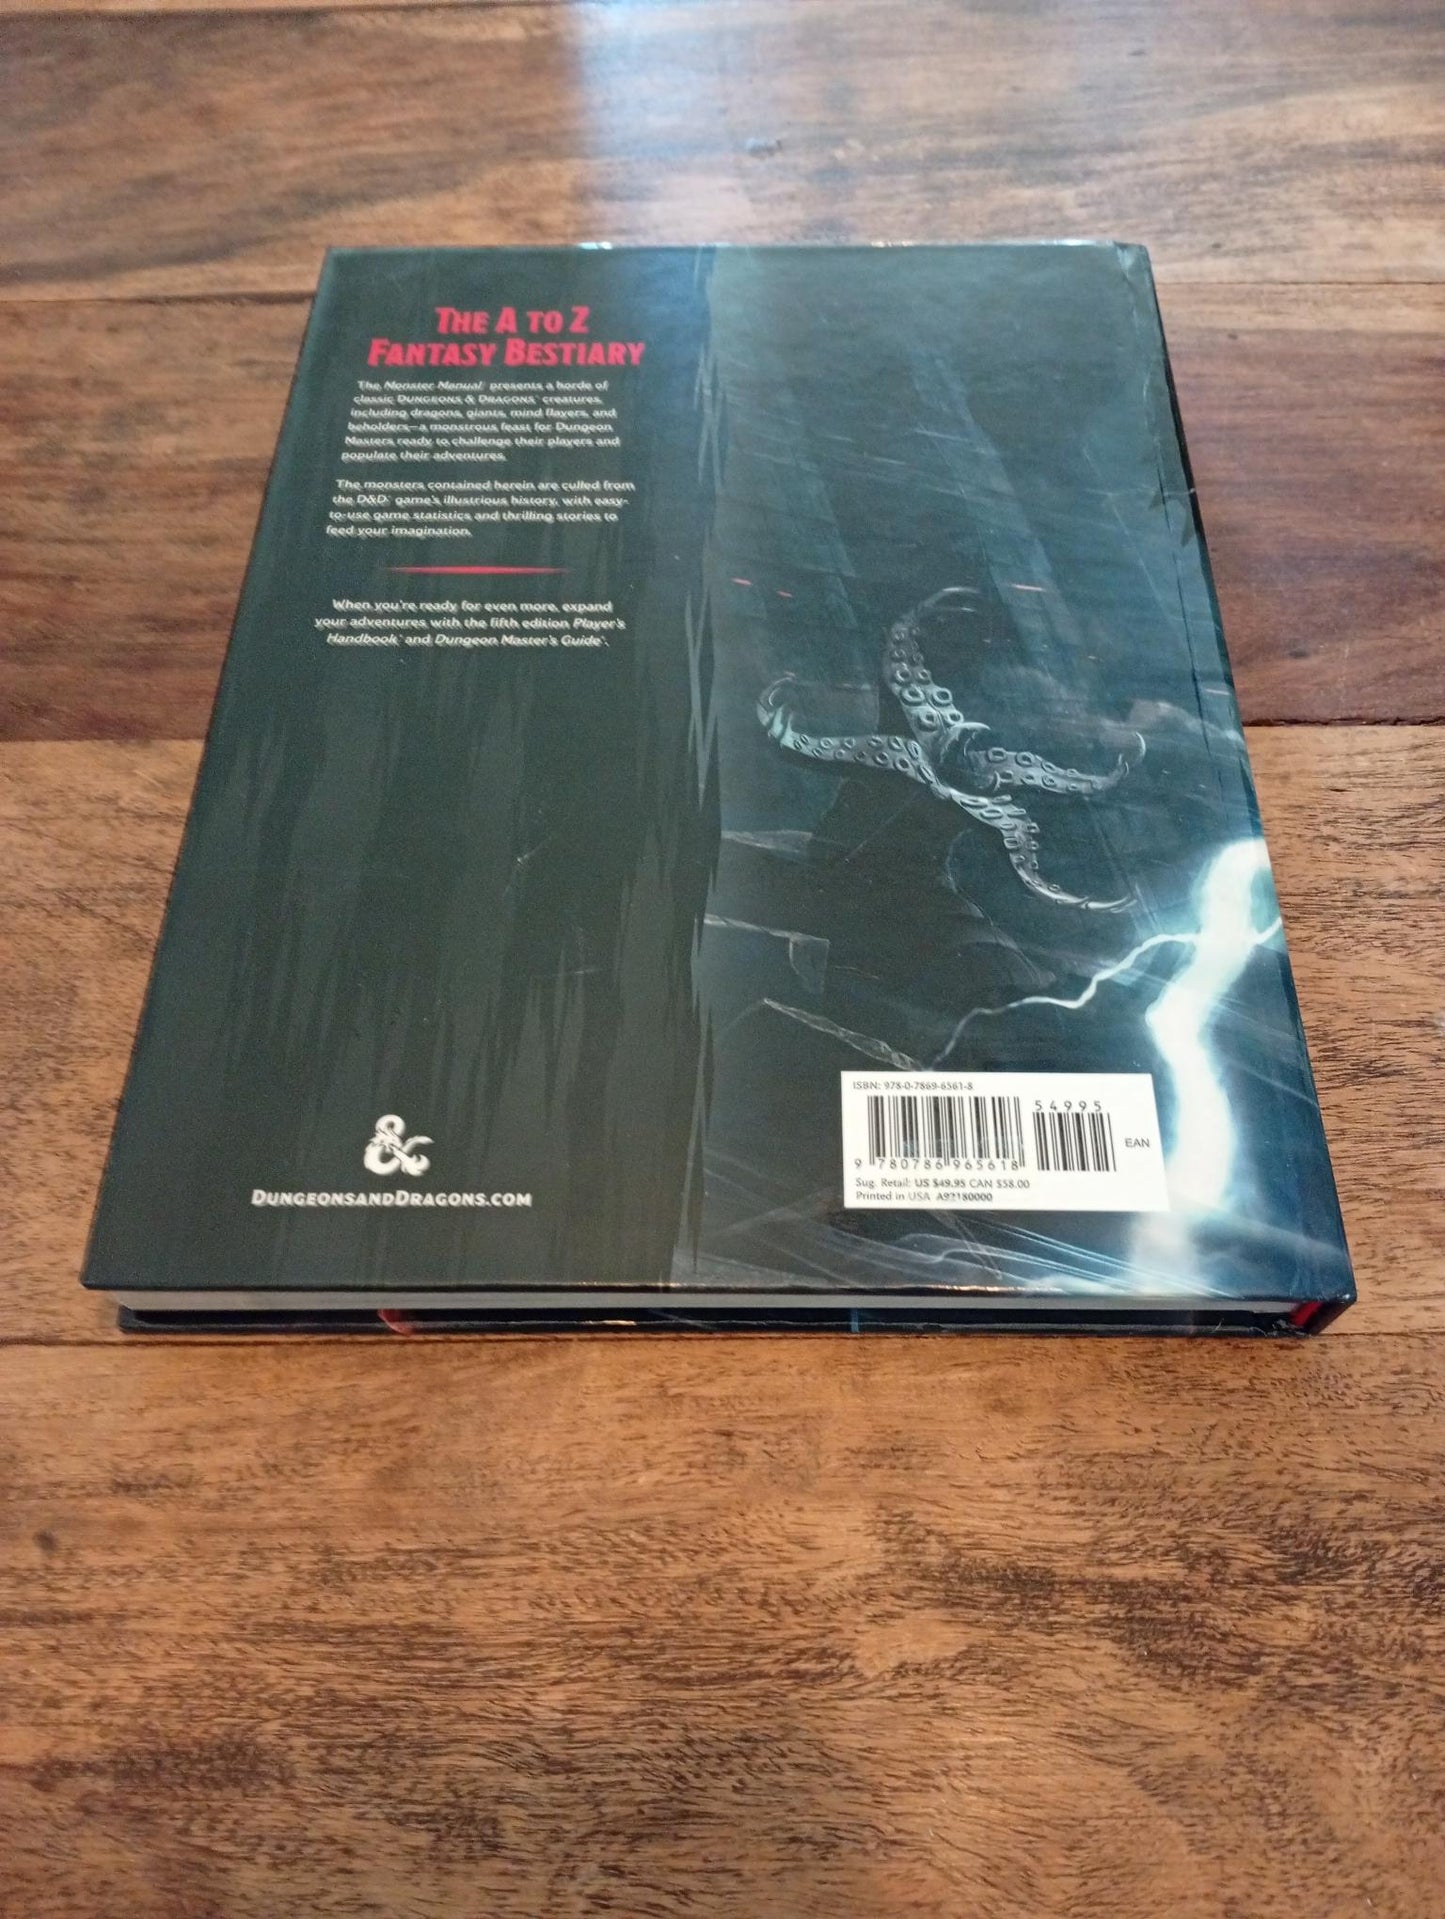 THE A TO Z
FANTASY BESTIARY
The Monster Manual® presents a horde of
classic DUNGEONS & DRAGONS® creatures,
including dragons, giants, mind flayers, and
beholders—a monstrous feast for Dungeon
Masters ready to challenge their players and
populate their adventures.
The monsters contained herein are culled from
the D&D® game's illustrious history, with easy-
to-use game statistics and thrilling stories to
feed your imagination.
When you're ready for even more, expand
your adventures with the fifth edition Player's
Handbook® and Dungeon Master's Guide®.
DUNGEONSANDDRAGONS.COM
ISBN: 978-0-7869-6561-8
54995
EAN
9 780786 965618
Sug. Retail: US $49.95 CAN $58.00
Printed in USA A92180000